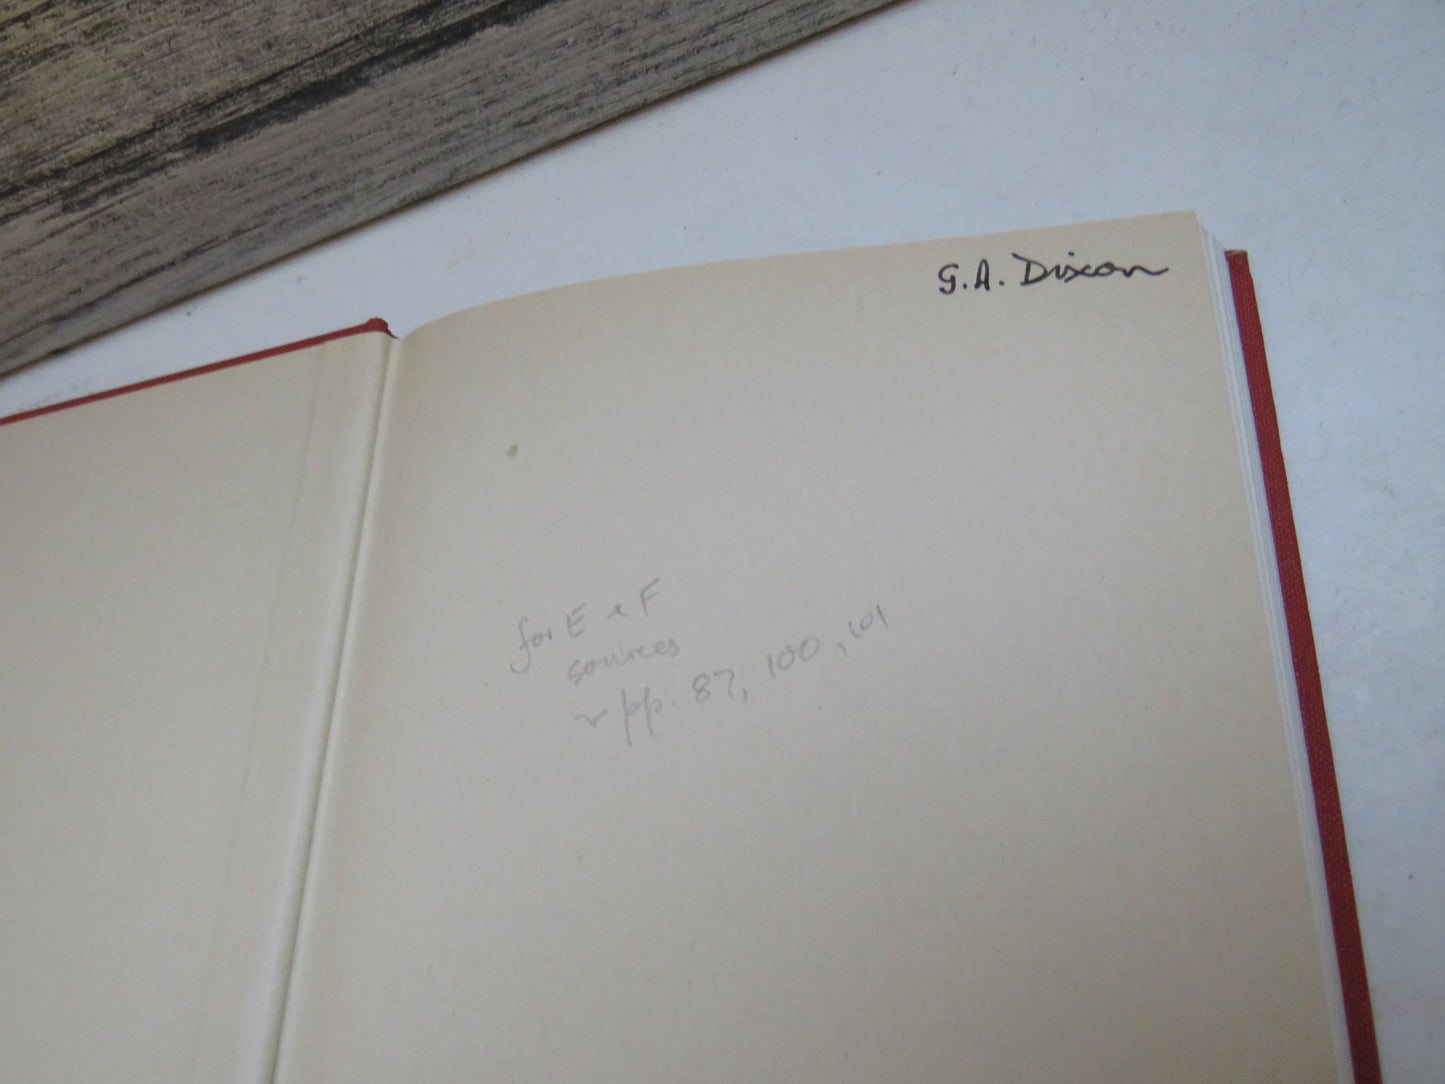 G.A. Dixon
for E & F
sources
v pp. 87, 100, 101